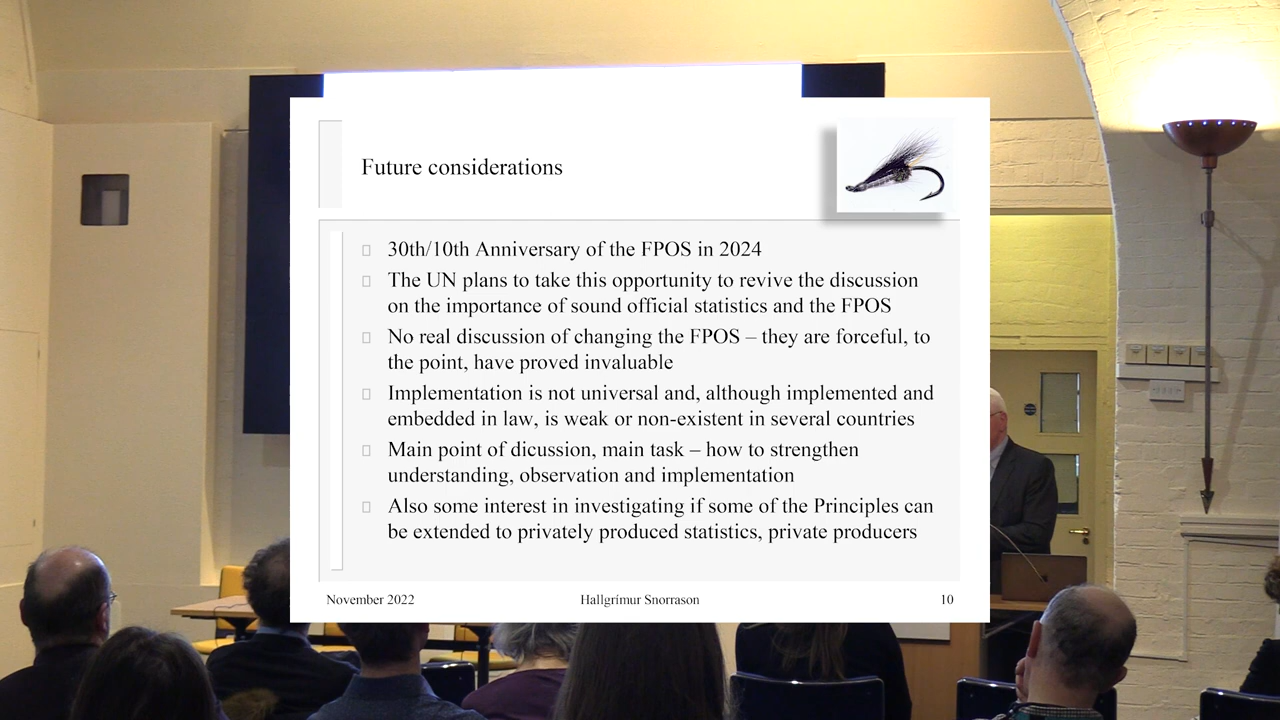 Future considerations
30th/10th Anniversary of the FPOS in 2024
The UN plans to take this opportunity to revive the discussion
on the importance of sound official statistics and the FPOS
No real discussion of changing the FPOS – they are forceful, to
the point, have proved invaluable
Implementation is not universal and, although implemented and
embedded in law, is weak or non-existent in several countries
Main point of dicussion, main task – how to strengthen
understanding, observation and implementation
Also some interest in investigating if some of the Principles can
be extended to privately produced statistics, private producers
November 2022
Hallgrímur Snorrason
10